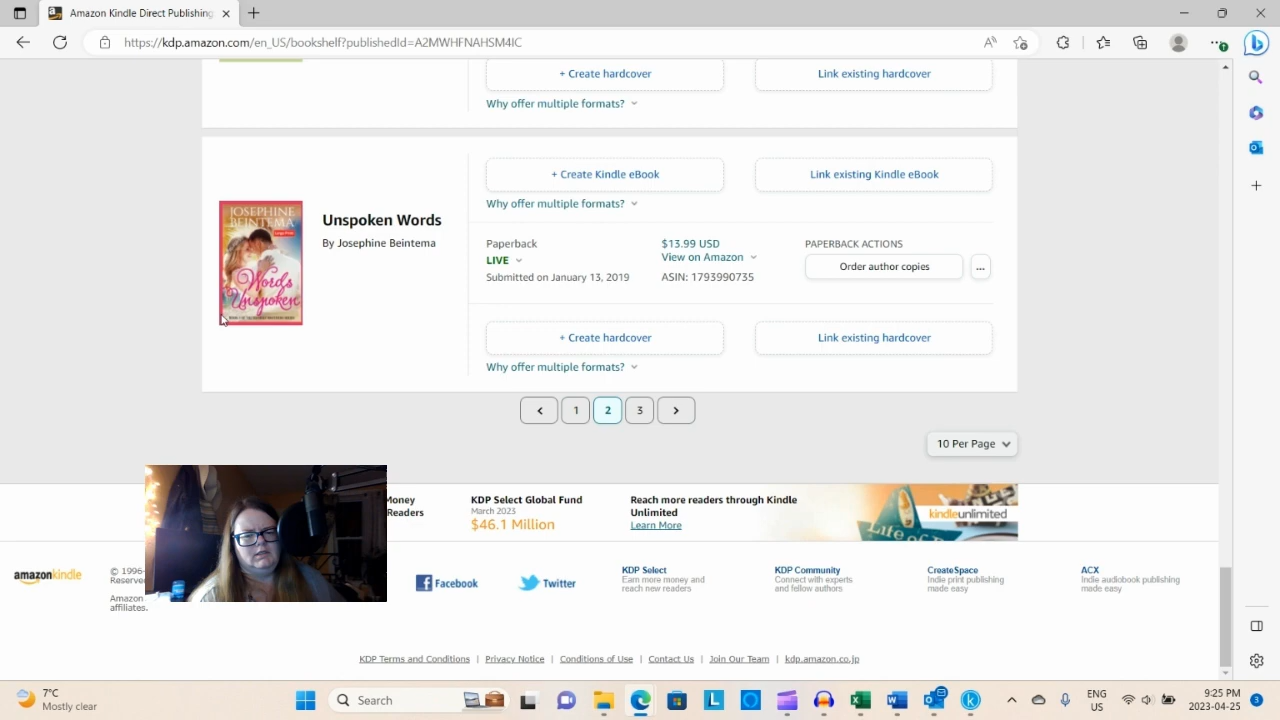 Amazon Kindle Direct Publishing
https://kdp.amazon.com/en_US/bookshelf?publishedId=A2MWHFNAHSM4IC
+ Create hardcover
Link existing hardcover
Why offer multiple formats?
+ Create Kindle eBook
Link existing Kindle eBook
Why offer multiple formats?
JOSEPHINE
BEINTEMA
Words
Unspoken
Unspoken Words
By Josephine Beintema
Paperback
LIVE
Submitted on January 13, 2019
$13.99 USD
View on Amazon
ASIN: 1793990735
PAPERBACK ACTIONS
Order author copies
...
+ Create hardcover
Link existing hardcover
Why offer multiple formats?
1
2
3
10 Per Page
Money
Readers
KDP Select Global Fund
March 2023
$46.1 Million
Reach more readers through Kindle
Unlimited
Learn More
Life of
kindleunlimited
amazonkindle
© 1996-
Reserve
Amazon
affiliates.
Facebook
Twitter
KDP Select
Earn more money and
reach new readers
KDP Community
Connect with experts
and fellow authors
CreateSpace
Indie print publishing
made easy
ACX
Indie audiobook publishing
made easy
KDP Terms and Conditions | Privacy Notice | Conditions of Use | Contact Us | Join Our Team | kdp.amazon.co.jp
7°C
Mostly clear
Search
ENG
US
9:25 PM
2023-04-25
3